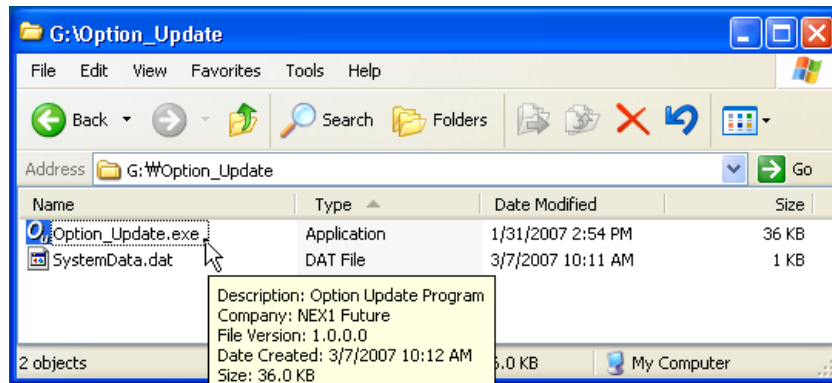 G:\Option_Update
File Edit View Favorites Tools Help
Back Search Folders
Address G:₩Option_Update Go
Name Type Date Modified Size
Option_Update.exe Application 1/31/2007 2:54 PM 36 KB
SystemData.dat DAT File 3/7/2007 10:11 AM 1 KB
Description: Option Update Program
Company: NEX1 Future
File Version: 1.0.0.0
Date Created: 3/7/2007 10:12 AM
Size: 36.0 KB
2 objects .0 KB My Computer